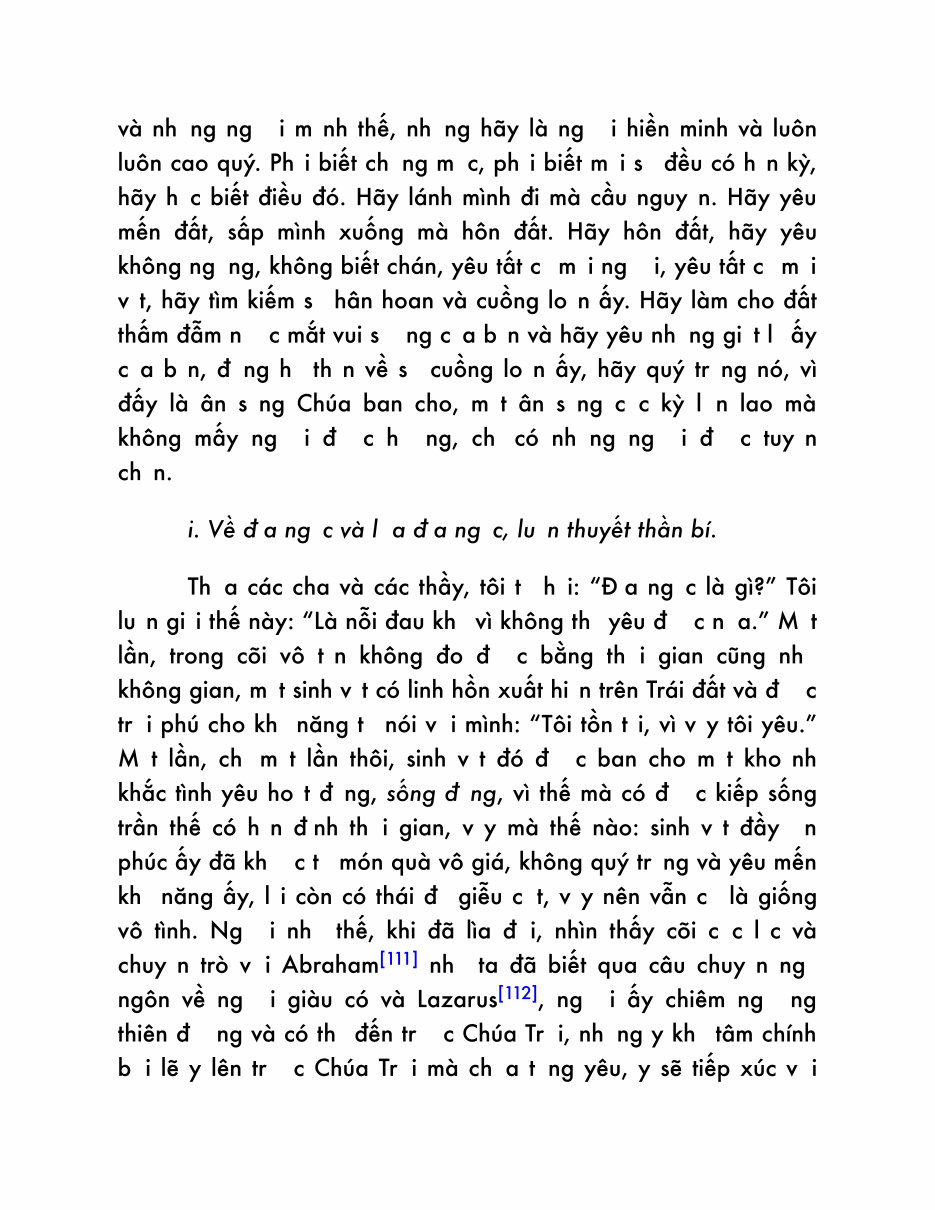 và nh ng ng i m nh thế, nh ng hãy là ng i hiền minh và luôn
luôn cao quý. Ph i biết ch ng m c, ph i biết m i s đều có h n kỳ,
hãy h c biết điều đó. Hãy lánh mình đi mà cầu nguy n. Hãy yêu
mến đất, sấp mình xuống mà hôn đất. Hãy hôn đất, hãy yêu
không ng ng, không biết chán, yêu tất c m i ng i, yêu tất c m i
v t, hãy tìm kiếm s hân hoan và cuồng lo n ấy. Hãy làm cho đất
thấm đẫm n c mắt vui s ng c a b n và hãy yêu nh ng gi t l ấy
c a b n, đ ng h th n về s cuồng lo n ấy, hãy quý tr ng nó, vì
đấy là ân s ng Chúa ban cho, m t ân s ng c c kỳ l n lao mà
không mấy ng i đ c h ng, ch có nh ng ng i đ c tuy n
ch n.
i. Về đ a ng c và l a đ a ng c, lu n thuyết thần bí.
Th a các cha và các thầy, tôi t h i: “Đ a ng c là gì?” Tôi
lu n gi i thế này: “Là nỗi đau kh vì không th yêu đ c n a.” M t
lần, trong cõi vô t n không đo đ c bằng th i gian cũng nh
không gian, m t sinh v t có linh hồn xuất hi n trên Trái đất và đ c
tr i phú cho kh năng t nói v i mình: “Tôi tồn t i, vì v y tôi yêu.”
M t lần, ch m t lần thôi, sinh v t đó đ c ban cho m t kho nh
khắc tình yêu ho t đ ng, sống đ ng, vì thế mà có đ c kiếp sống
trần thế có h n đ nh th i gian, v y mà thế nào: sinh v t đầy n
phúc ấy đã kh c t món quà vô giá, không quý tr ng và yêu mến
kh năng ấy, l i còn có thái đ giễu c t, v y nên vẫn c là giống
vô tình. Ng i nh thế, khi đã lìa đ i, nhìn thấy cõi c c l c và
chuy n trò v i Abraham[111] nh ta đã biết qua câu chuy n ng
ngôn về ng i giàu có và Lazarus[112], ng i ấy chiêm ng ng
thiên đ ng và có th đến tr c Chúa Tr i, nh ng y kh tâm chính
b i lẽ y lên tr c Chúa Tr i mà ch a t ng yêu, y sẽ tiếp xúc v i